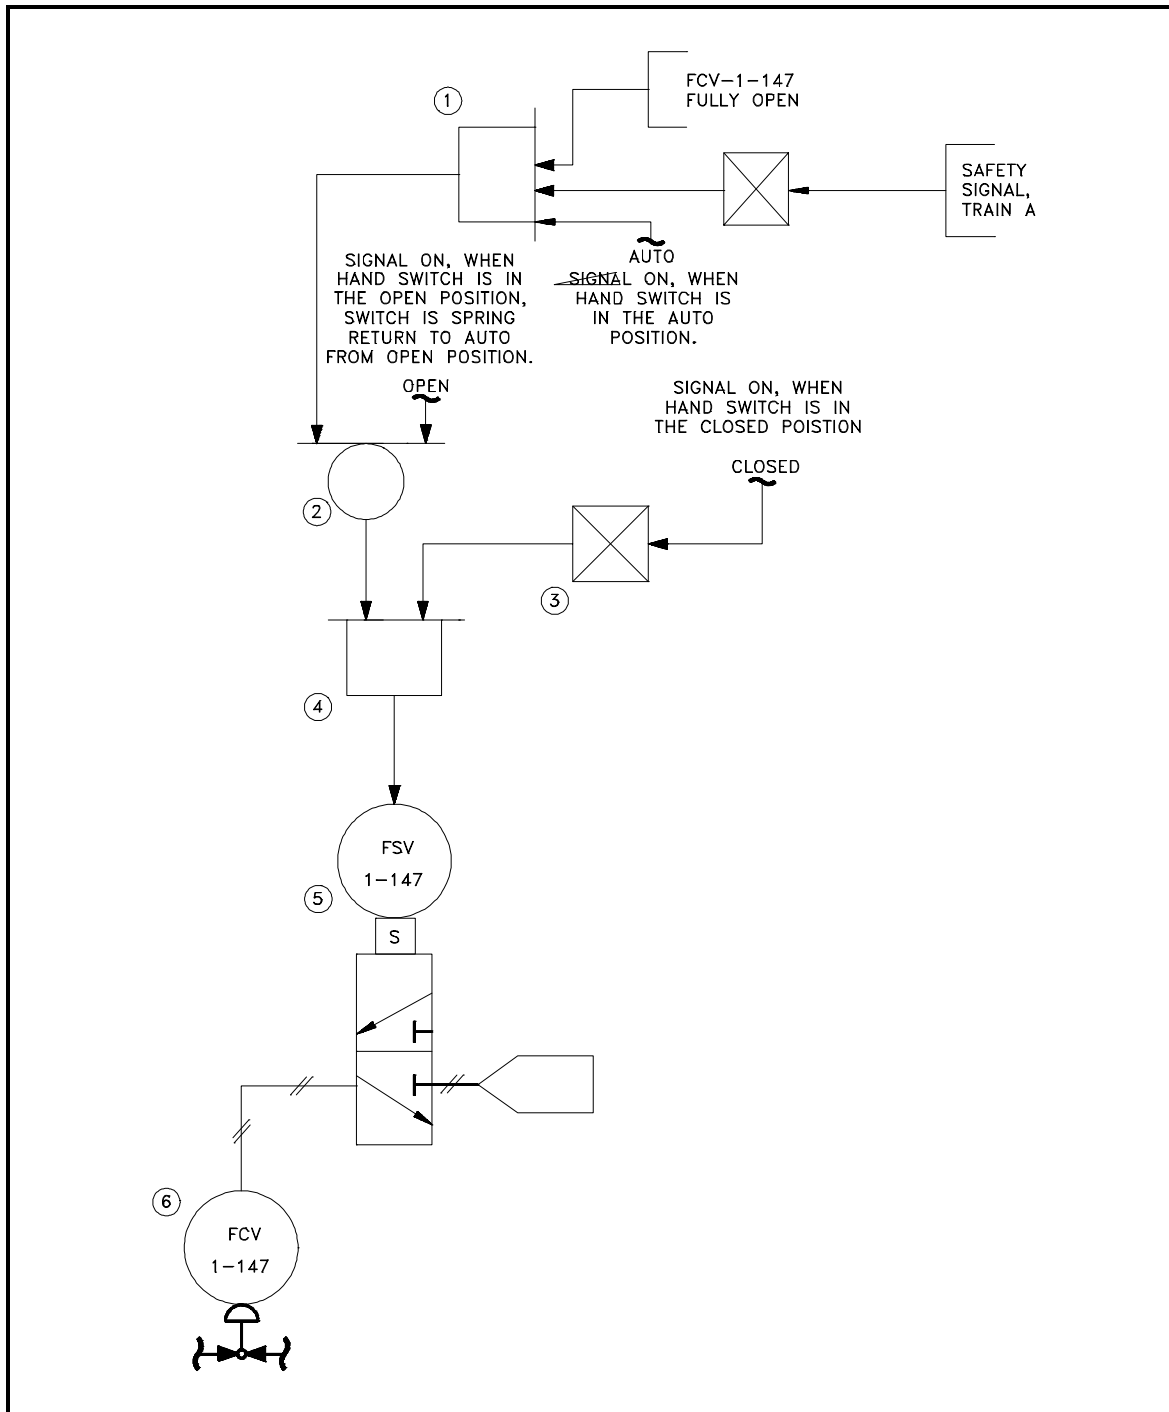 1
FCV-1-147
FULLY OPEN
SAFETY
SIGNAL,
TRAIN A
SIGNAL ON, WHEN
HAND SWITCH IS IN
THE OPEN POSITION,
SWITCH IS SPRING
RETURN TO AUTO
FROM OPEN POSITION.
OPEN
AUTO
SIGNAL ON, WHEN
HAND SWITCH IS
IN THE AUTO
POSITION.
SIGNAL ON, WHEN
HAND SWITCH IS IN
THE CLOSED POISTION
CLOSED
2
3
4
FSV
1-147
5
S
6
FCV
1-147